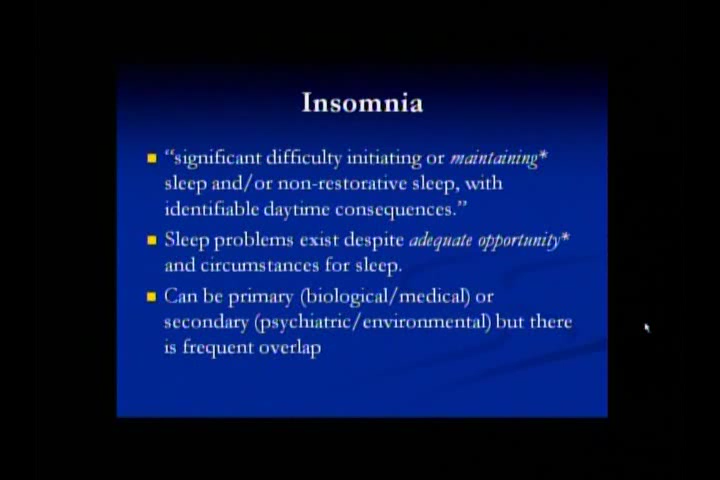 Insomnia
“significant difficulty initiating or maintaining*
sleep and/or non-restorative sleep, with
identifiable daytime consequences.”
Sleep problems exist despite adequate opportunity*
and circumstances for sleep.
Can be primary (biological/medical) or
secondary (psychiatric/environmental) but there
is frequent overlap